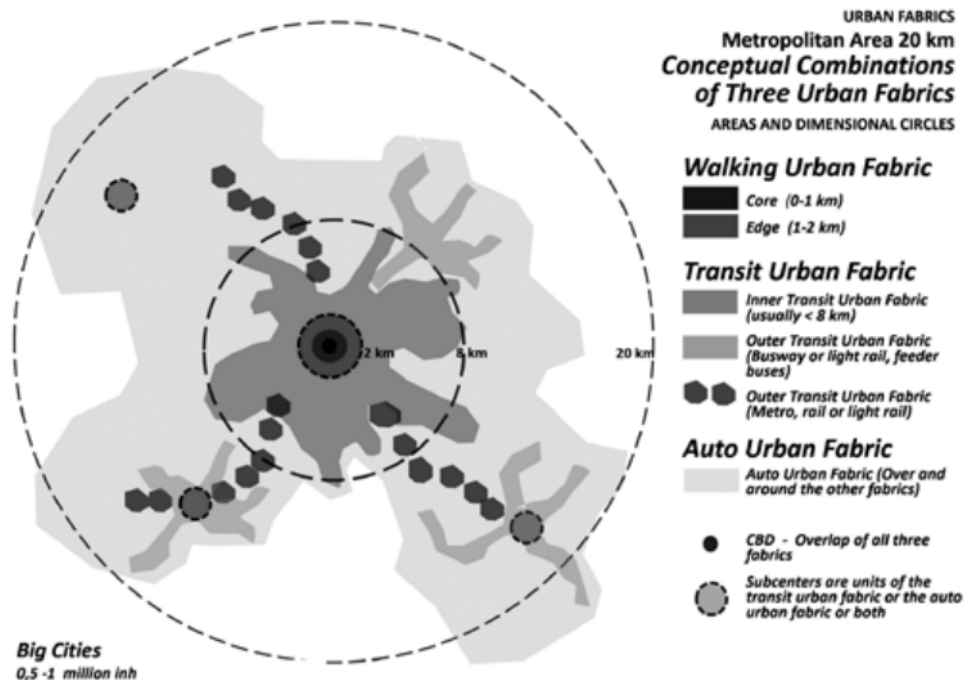 URBAN FABRICS
Metropolitan Area 20 km
Conceptual Combinations
of Three Urban Fabrics
AREAS AND DIMENSIONAL CIRCLES
Walking Urban Fabric
Core (0-1 km)
Edge (1-2 km)
Transit Urban Fabric
Inner Transit Urban Fabric
(usually < 8 km)
Outer Transit Urban Fabric
(Busway or light rail, feeder
buses)
Outer Transit Urban Fabric
(Metro, rail or light rail)
Auto Urban Fabric
Auto Urban Fabric (Over and
around the other fabrics)
CBD - Overlap of all three
fabrics
Subcenters are units of the
transit urban fabric or the auto
urban fabric or both
2 km
8 km
20 km
Big Cities
0,5 -1 million inh